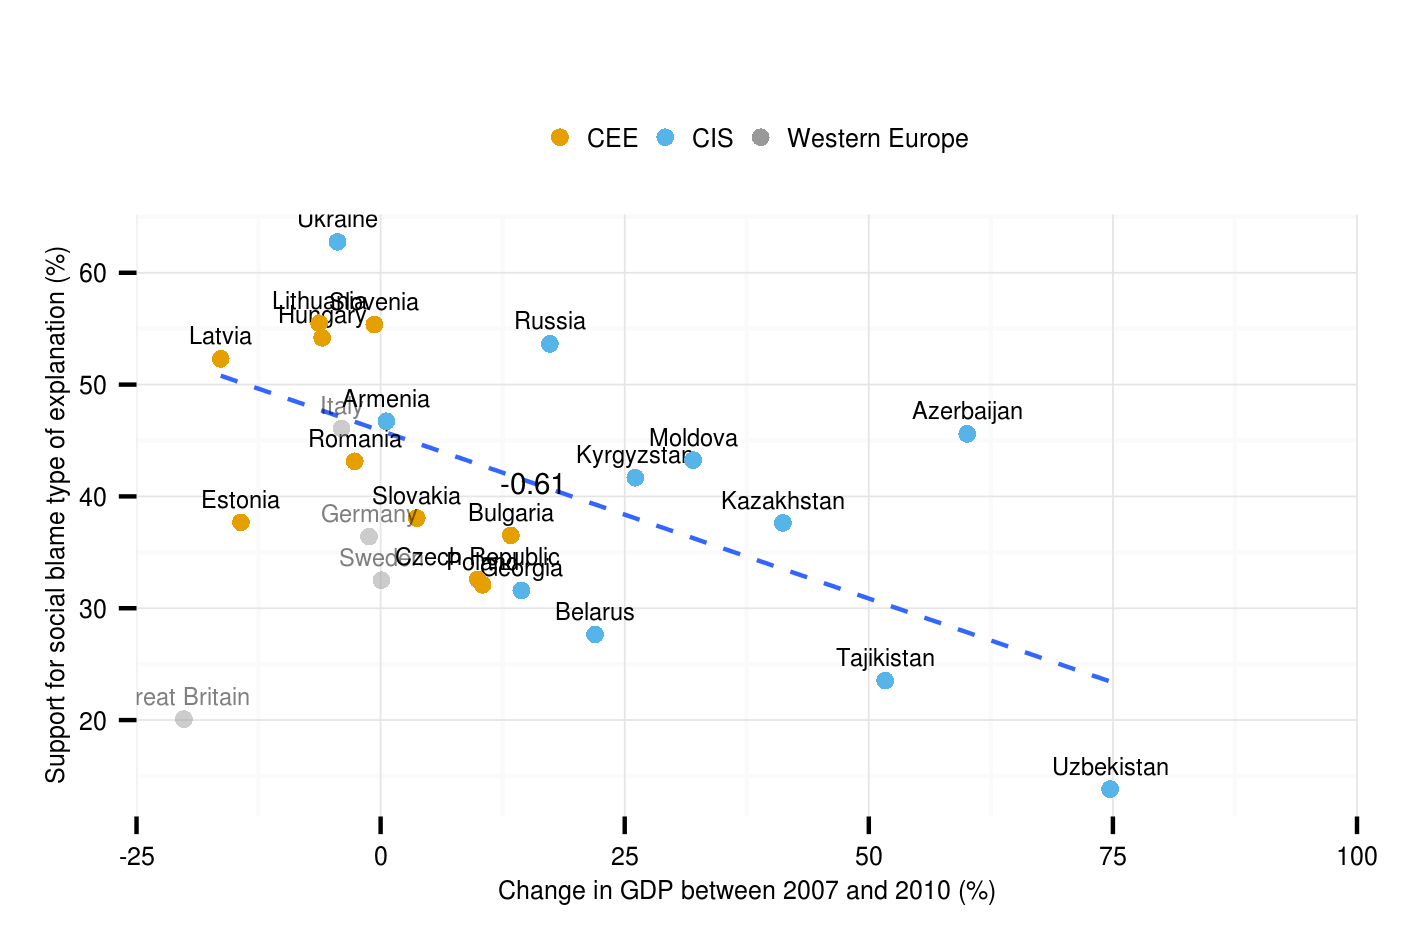 CEE CIS Western Europe
Support for social blame type of explanation (%)
60
50
40
30
20
Ukraine
Lithuania
Slovenia
Hungary
Russia
Latvia
Armenia
Italy
Azerbaijan
Romania
Moldova
Kyrgyzstan
-0.61
Slovakia
Estonia
Kazakhstan
Germany
Bulgaria
Sweden
Czech Republic
Poland
Georgia
Belarus
Tajikistan
reat Britain
Uzbekistan
-25 0 25 50 75 100
Change in GDP between 2007 and 2010 (%)